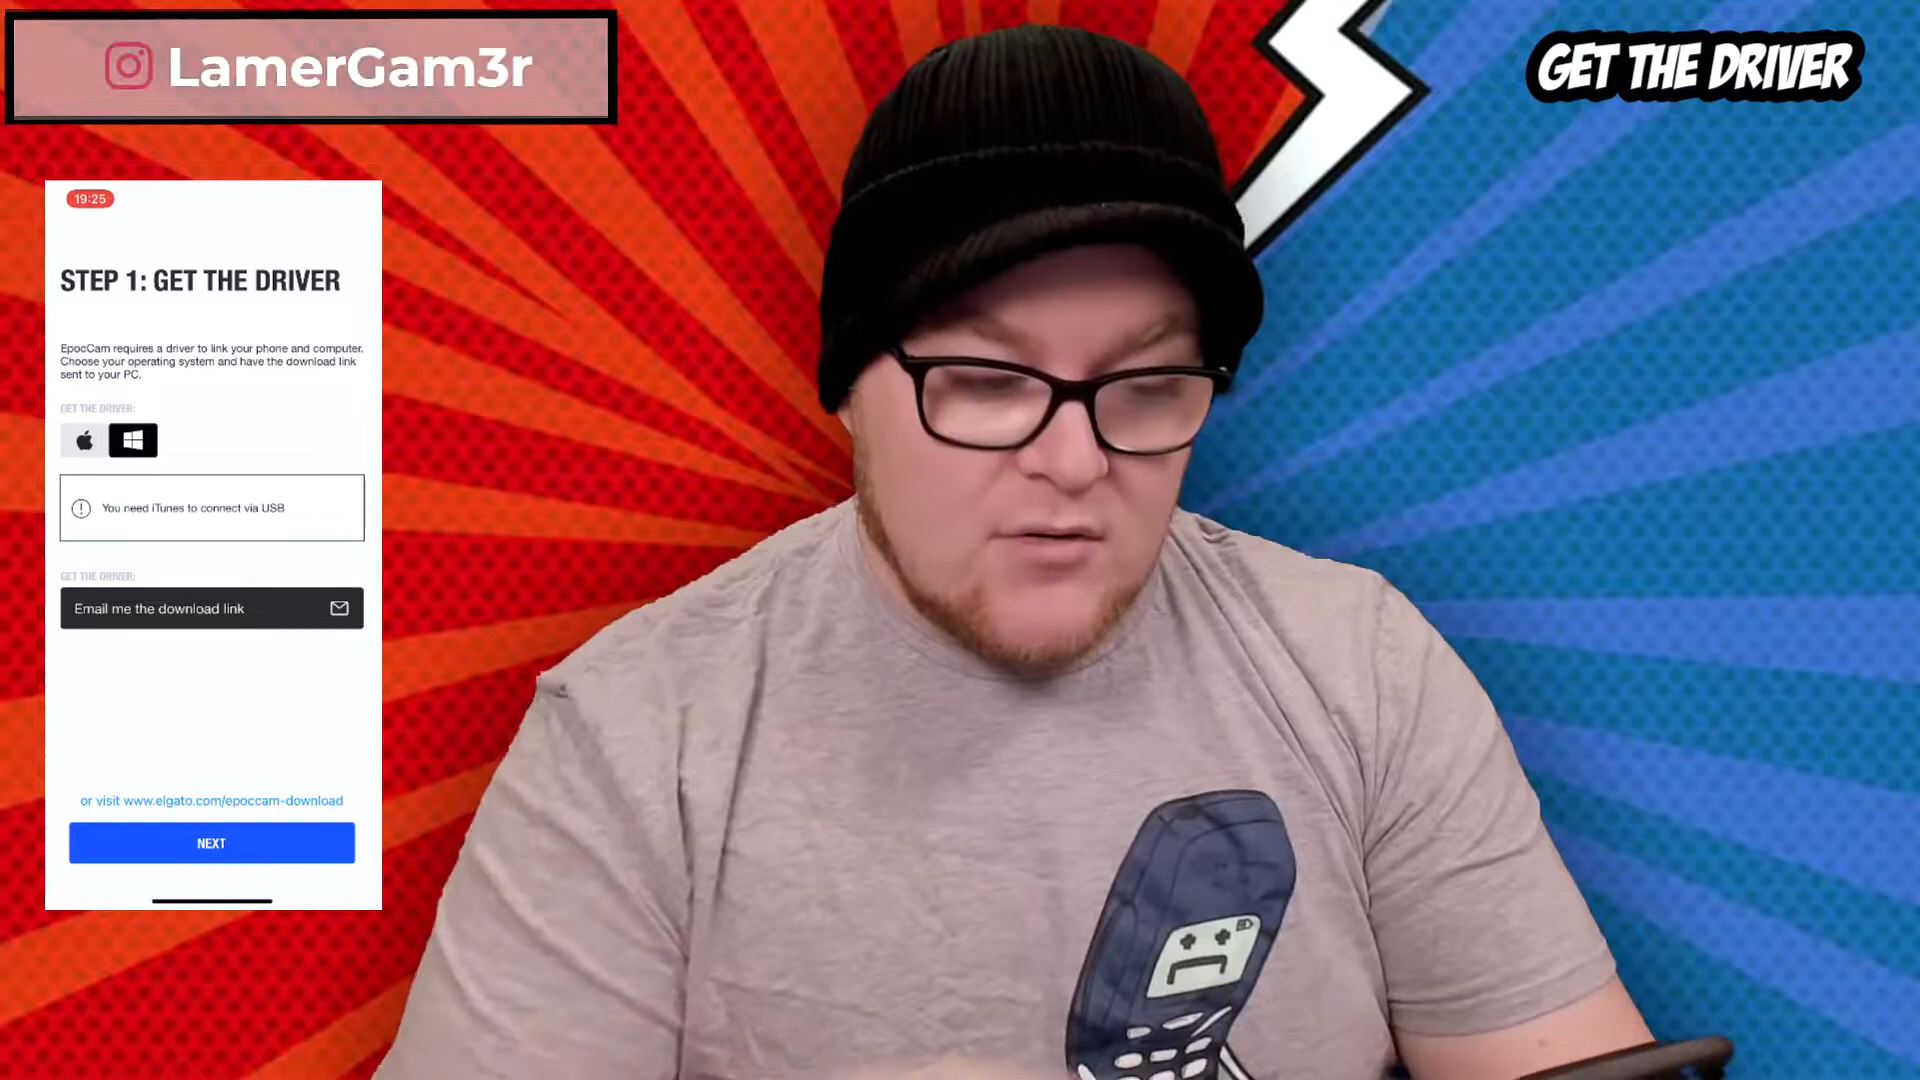 LamerGam3r
GET THE DRIVER
19:25
STEP 1: GET THE DRIVER
EpocCam requires a driver to link your phone and computer.
Choose your operating system and have the download link
sent to your PC.
GET THE DRIVER:
You need iTunes to connect via USB
GET THE DRIVER:
Email me the download link
or visit www.elgato.com/epoccam-download
NEXT